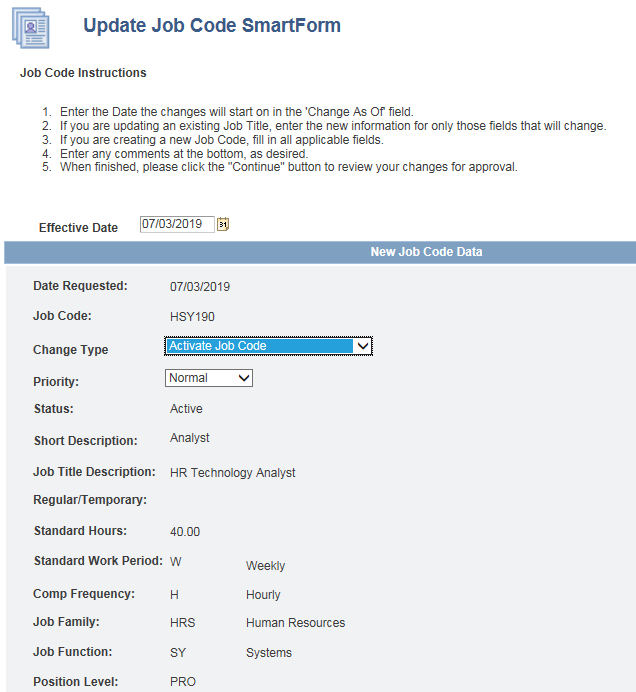 Update Job Code SmartForm
Job Code Instructions
1. Enter the Date the changes will start on in the 'Change As Of' field.
2. If you are updating an existing Job Title, enter the new information for only those fields that will change.
3. If you are creating a new Job Code, fill in all applicable fields.
4. Enter any comments at the bottom, as desired.
5. When finished, please click the "Continue" button to review your changes for approval.
Effective Date 07/03/2019 31
New Job Code Data
Date Requested: 07/03/2019
Job Code: HSY190
Change Type Activate Job Code
Priority: Normal
Status: Active
Short Description: Analyst
Job Title Description: HR Technology Analyst
Regular/Temporary:
Standard Hours: 40.00
Standard Work Period: W Weekly
Comp Frequency: H Hourly
Job Family: HRS Human Resources
Job Function: SY Systems
Position Level: PRO